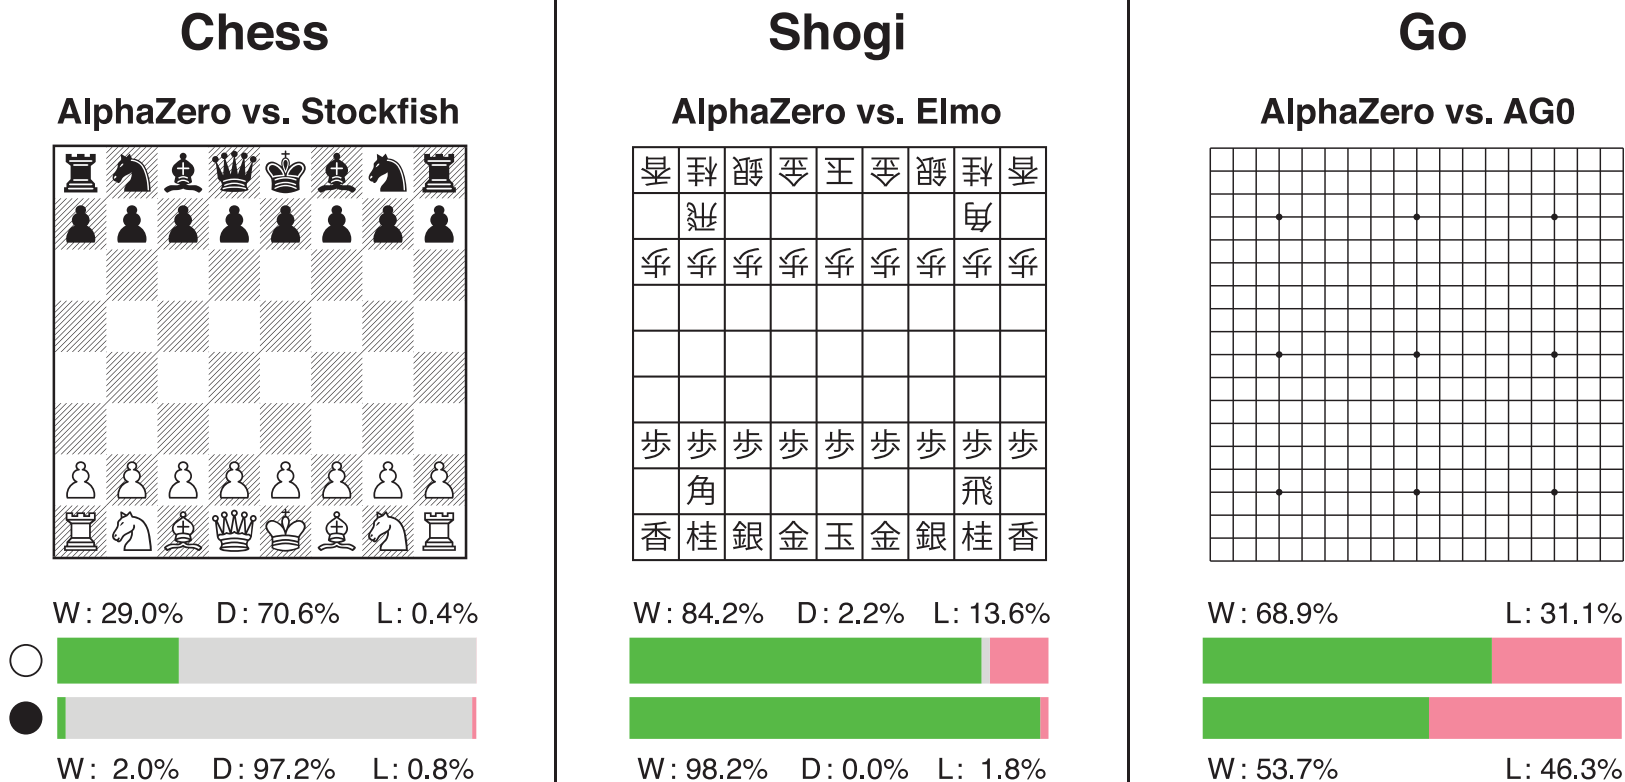 Chess
AlphaZero vs. Stockfish
W: 29.0% D: 70.6% L: 0.4%
W: 2.0% D: 97.2% L: 0.8%
Shogi
AlphaZero vs. Elmo
香桂銀金玉金銀桂香
飛角
歩歩歩歩歩歩歩歩歩
歩歩歩歩歩歩歩歩歩
角飛
香桂銀金玉金銀桂香
W: 84.2% D: 2.2% L: 13.6%
W: 98.2% D: 0.0% L: 1.8%
Go
AlphaZero vs. AG0
W: 68.9% L: 31.1%
W: 53.7% L: 46.3%